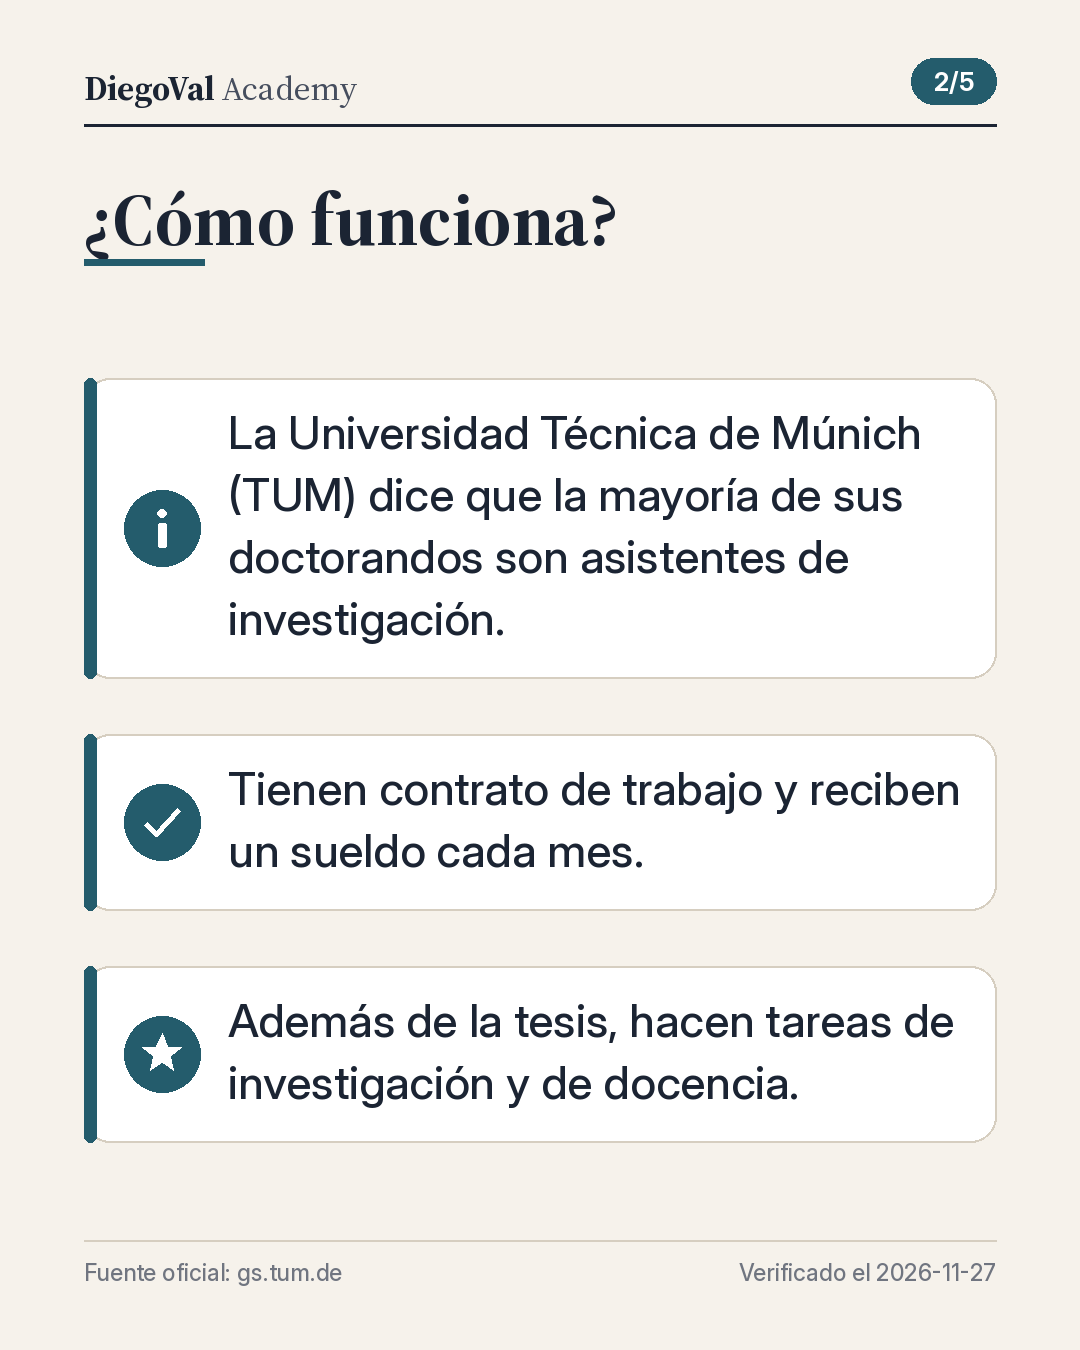 DiegoVal Academy
2/5
¿Cómo funciona?
La Universidad Técnica de Múnich
(TUM) dice que la mayoría de sus
doctorandos son asistentes de
investigación.
Tienen contrato de trabajo y reciben
un sueldo cada mes.
Además de la tesis, hacen tareas de
investigación y de docencia.
Fuente oficial: gs.tum.de
Verificado el 2026-11-27